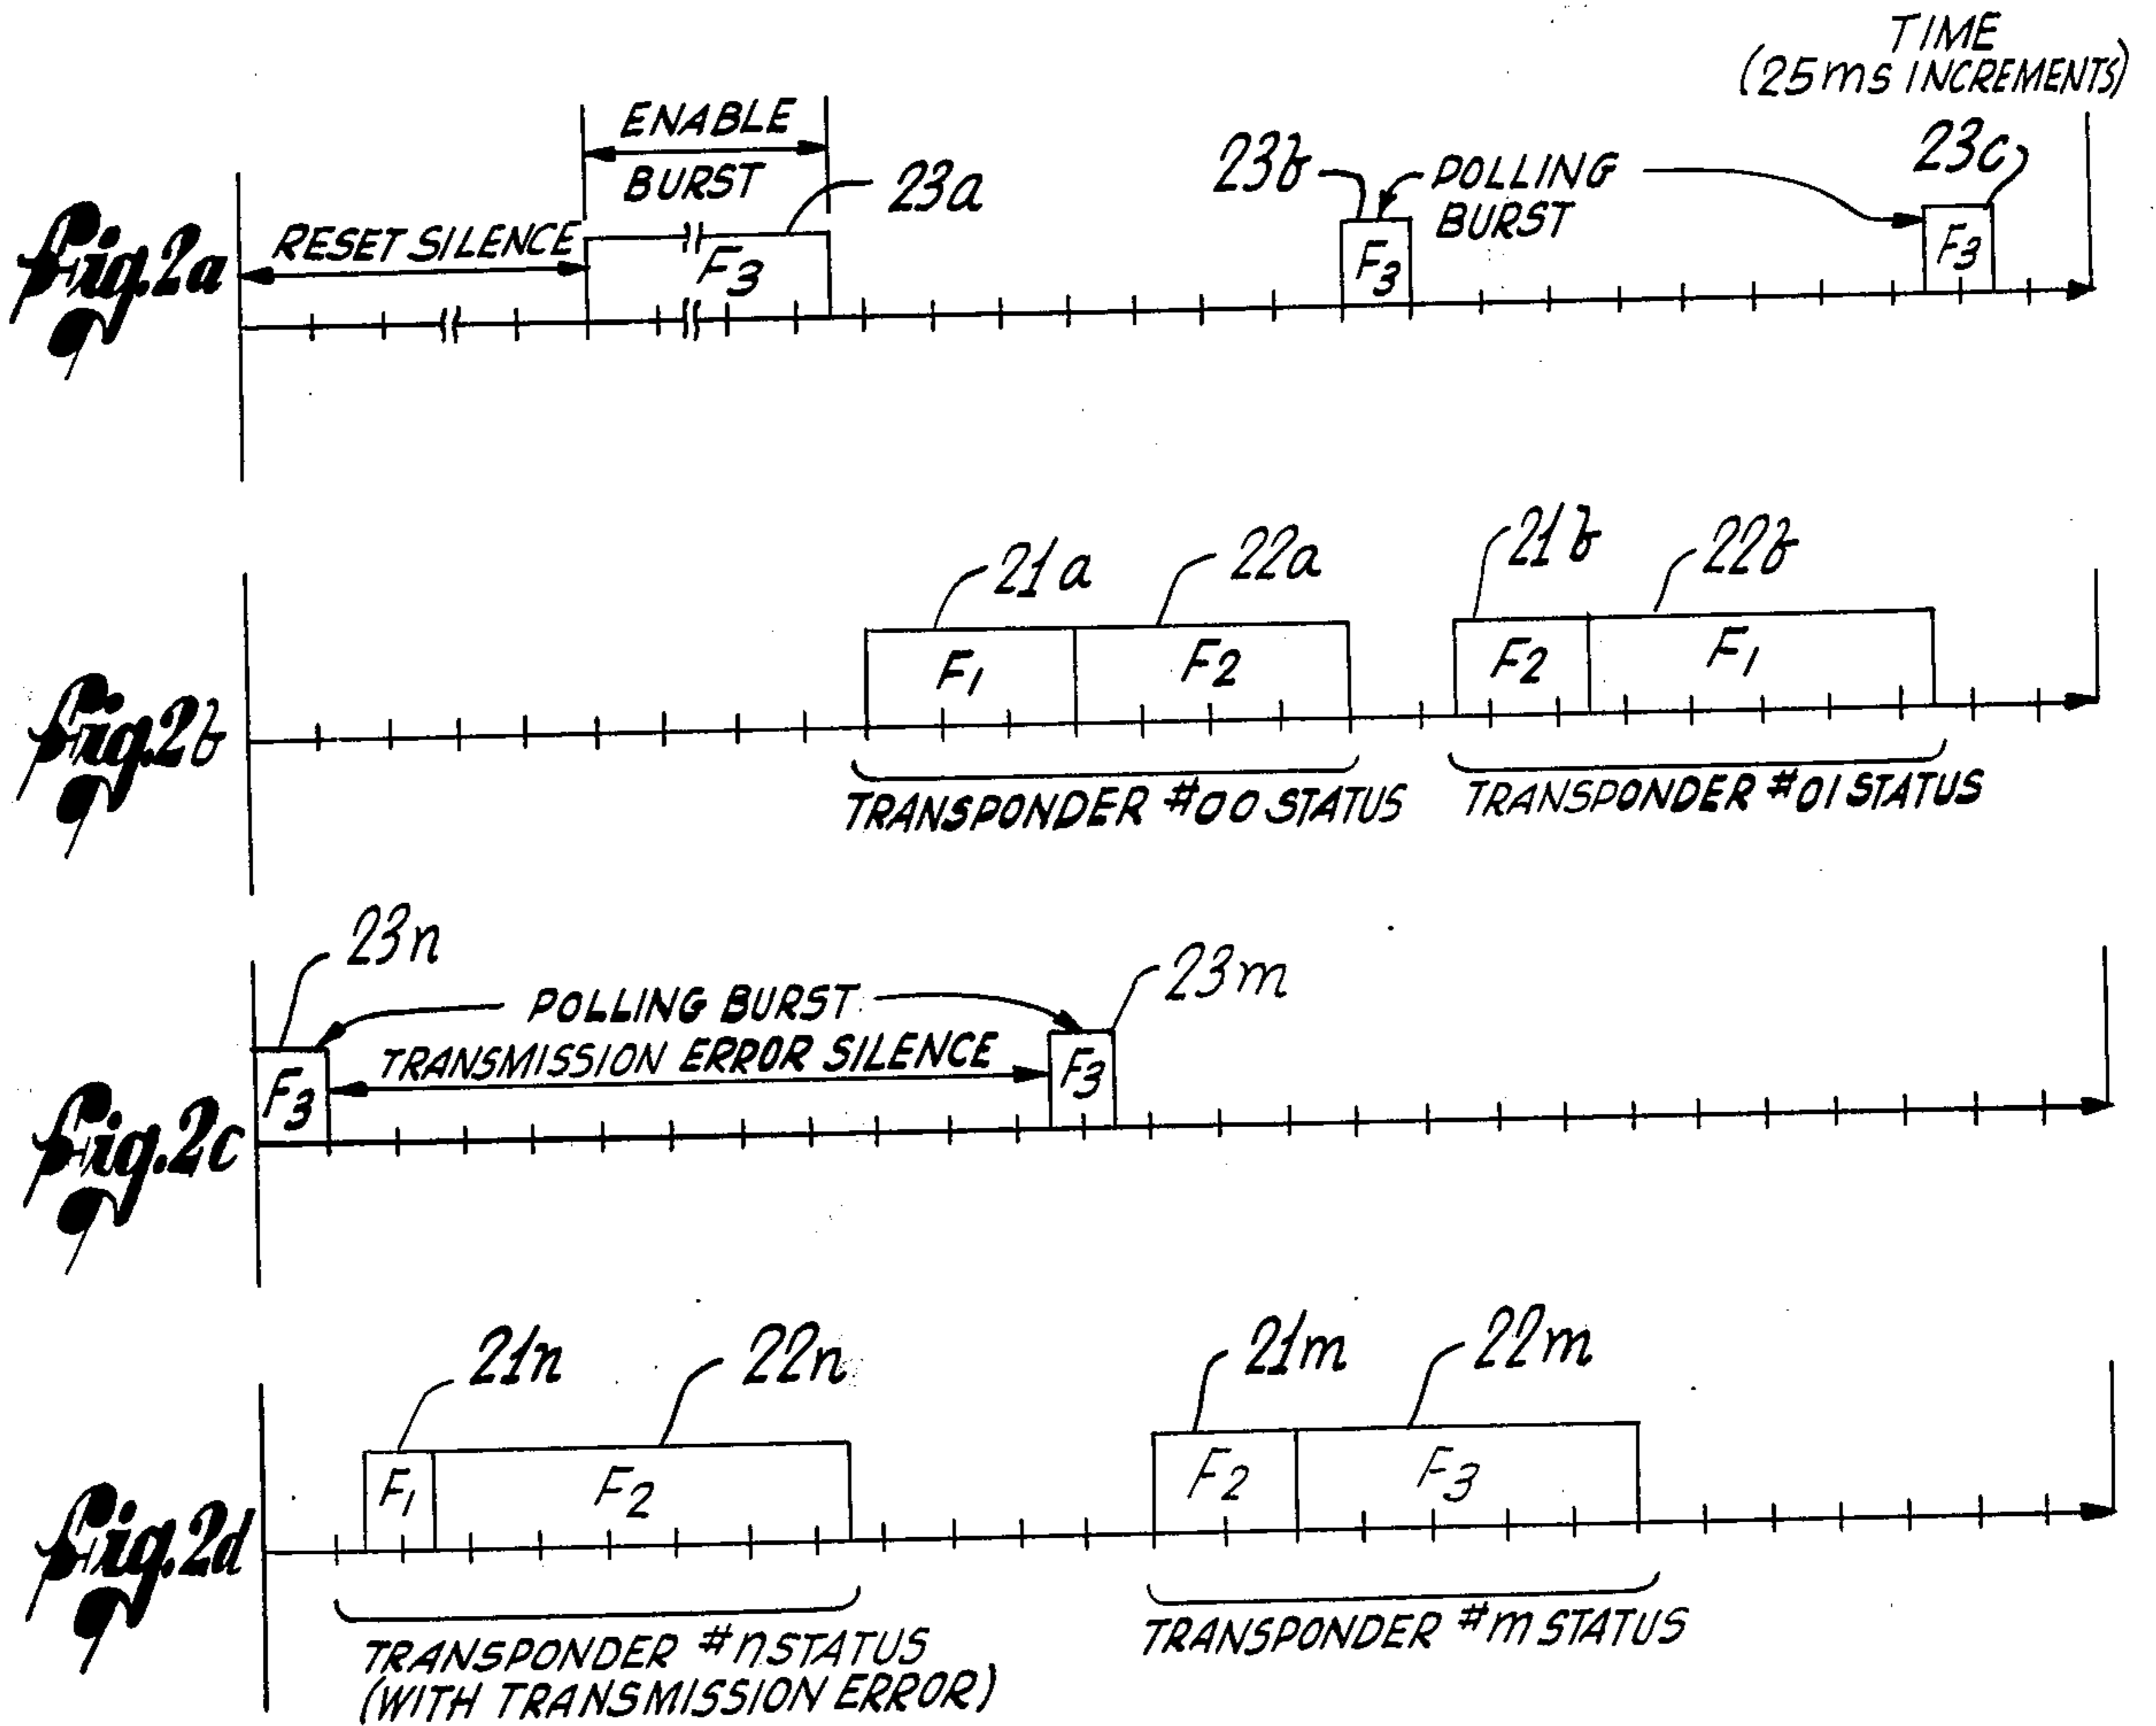 TIME
(25ms INCREMENTS)
ENABLE
BURST
23a
23b
POLLING
BURST
23c
RESET SILENCE
F3
F3
F3
Fig. 2a
21a
22a
21b
22b
F1
F2
F2
F1
Fig. 2b
TRANSPONDER #00 STATUS
TRANSPONDER #01 STATUS
23n
POLLING BURST
23m
TRANSMISSION ERROR SILENCE
F3
F3
Fig. 2c
21n
22n
21m
22m
F1
F2
F2
F3
Fig. 2d
TRANSPONDER #n STATUS
(WITH TRANSMISSION ERROR)
TRANSPONDER #m STATUS